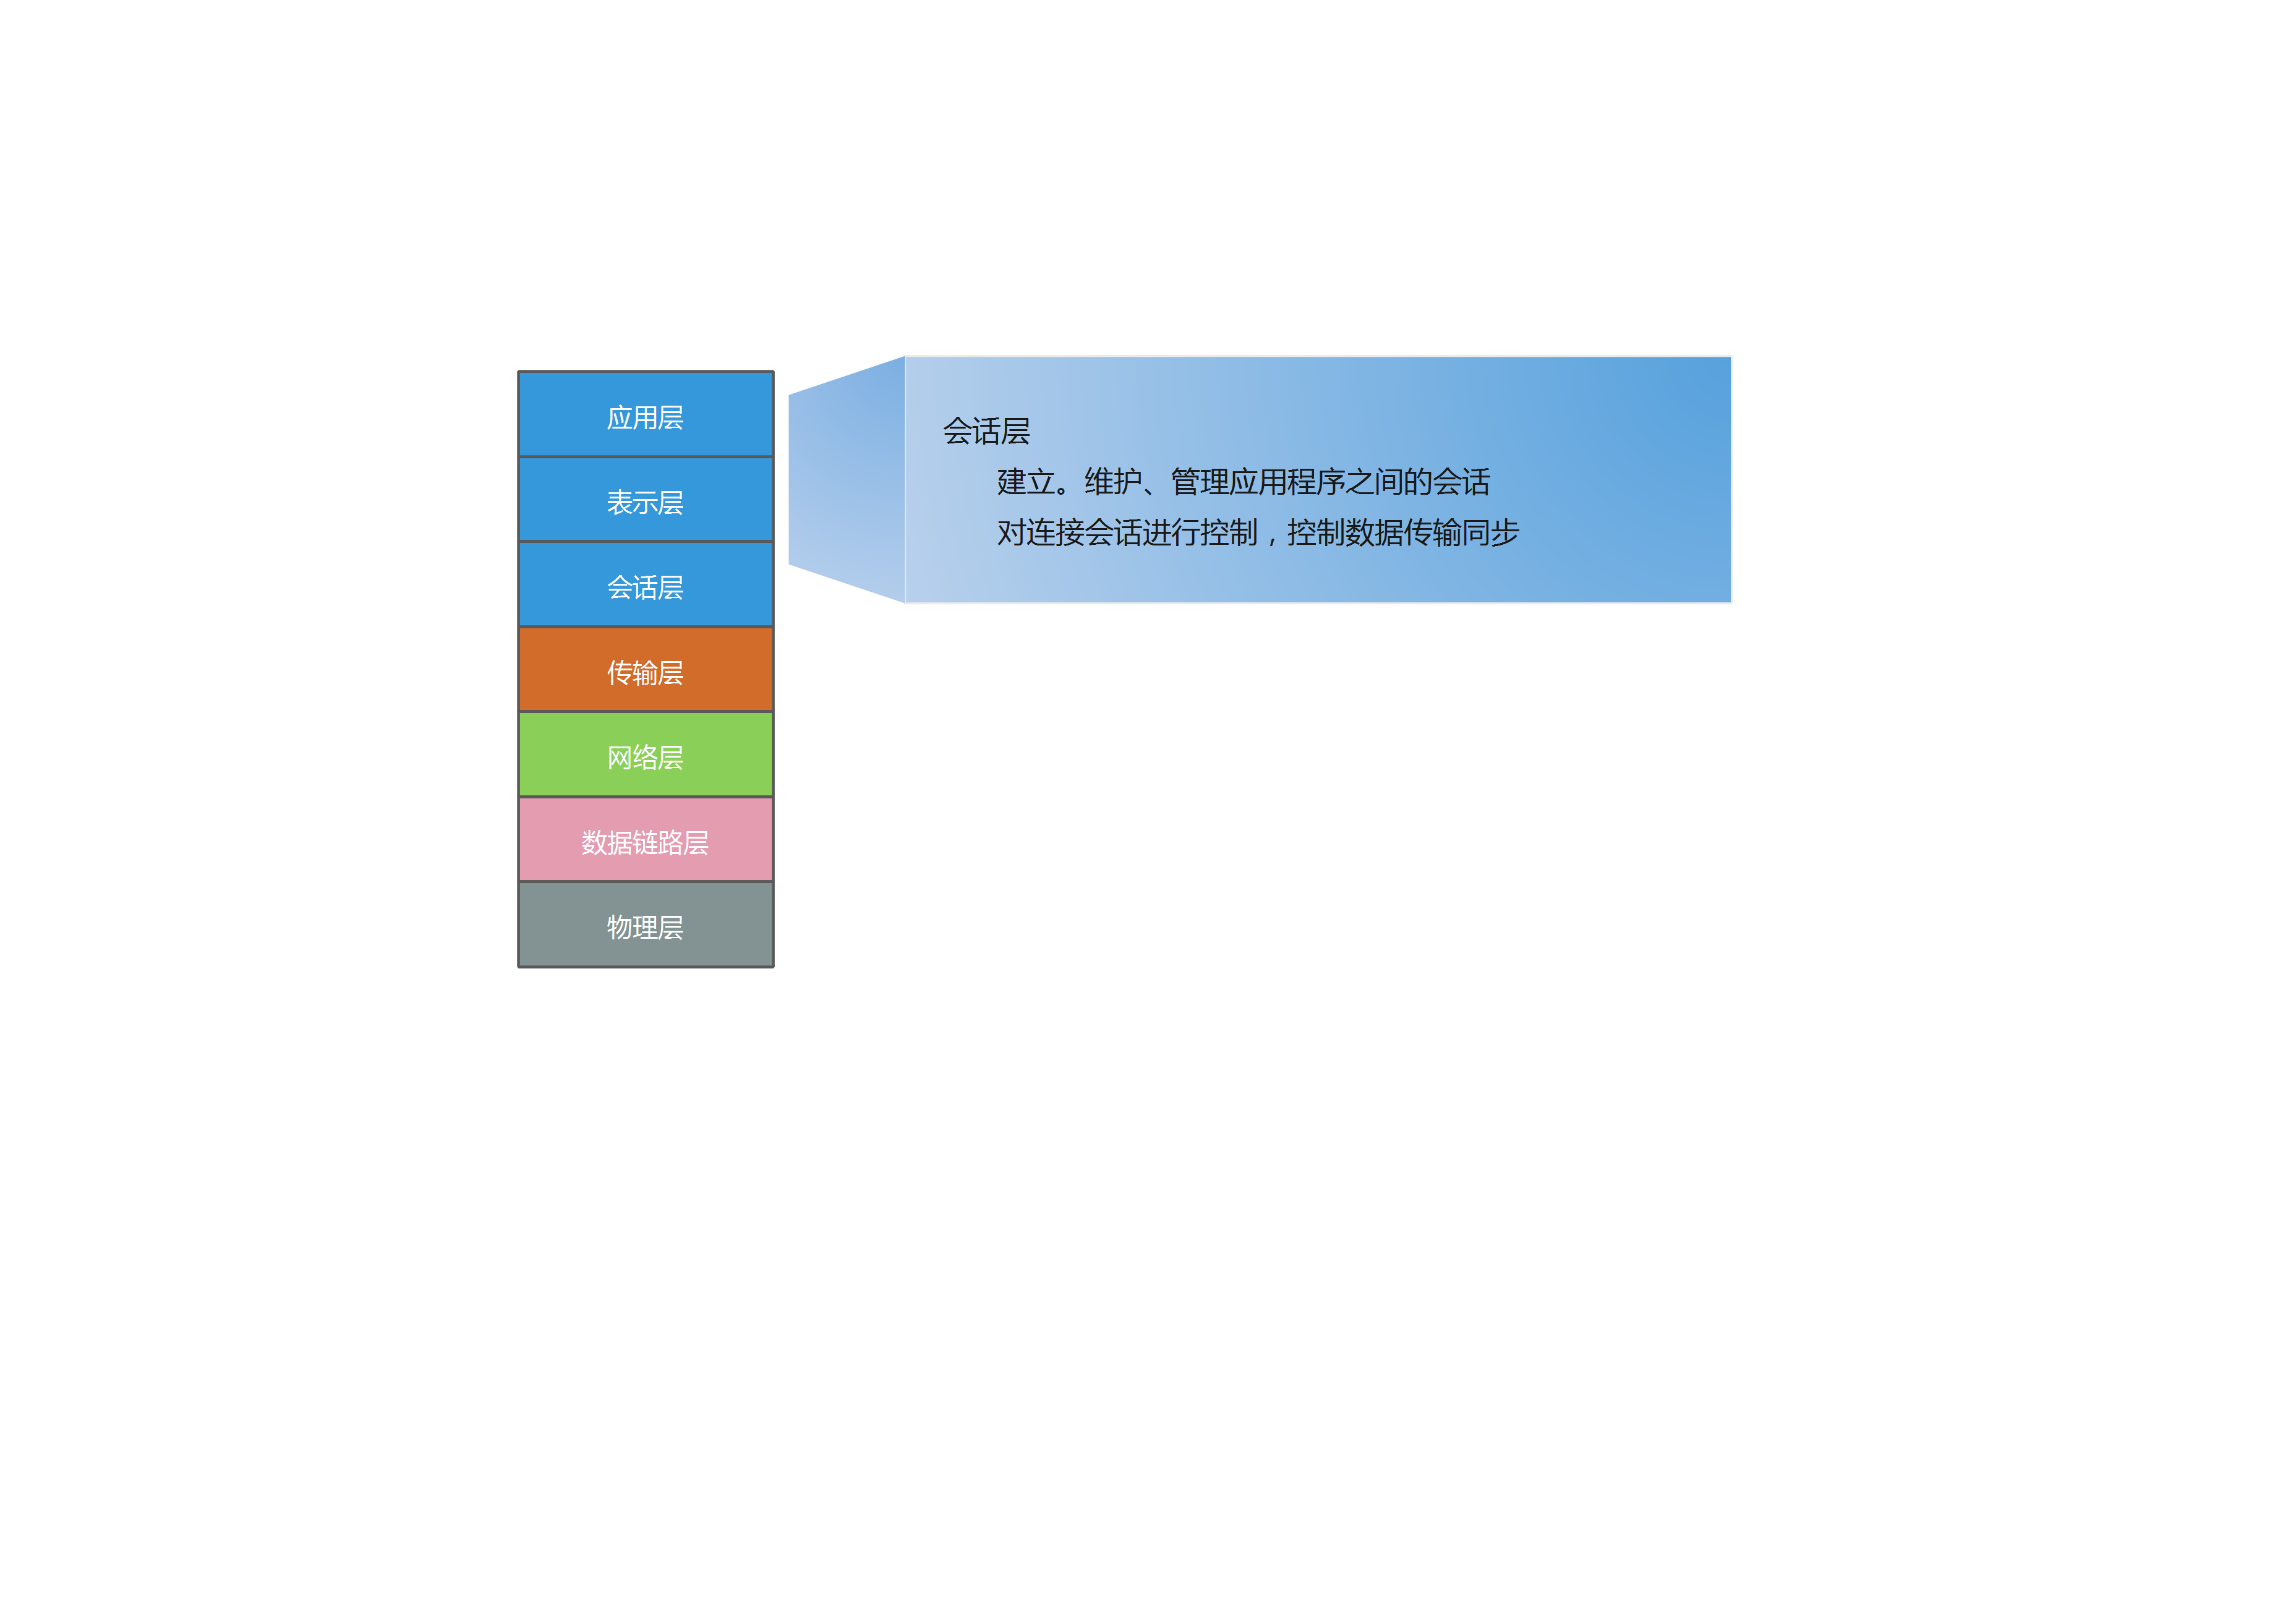 应用层
表示层
会话层
传输层
网络层
数据链路层
物理层
会话层
建立。维护、管理应用程序之间的会话
对连接会话进行控制，控制数据传输同步